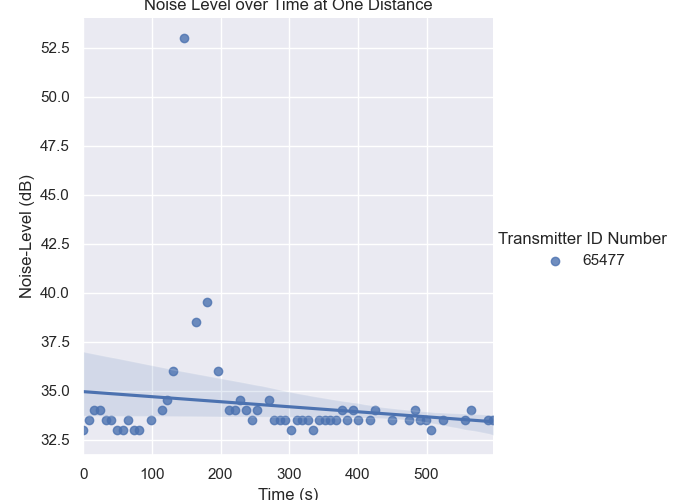 Noise Level over Time at One Distance
52.5
50.0
47.5
45.0
42.5
40.0
37.5
35.0
32.5
Noise-Level (dB)
0 100 200 300 400 500
Time (s)
Transmitter ID Number
65477